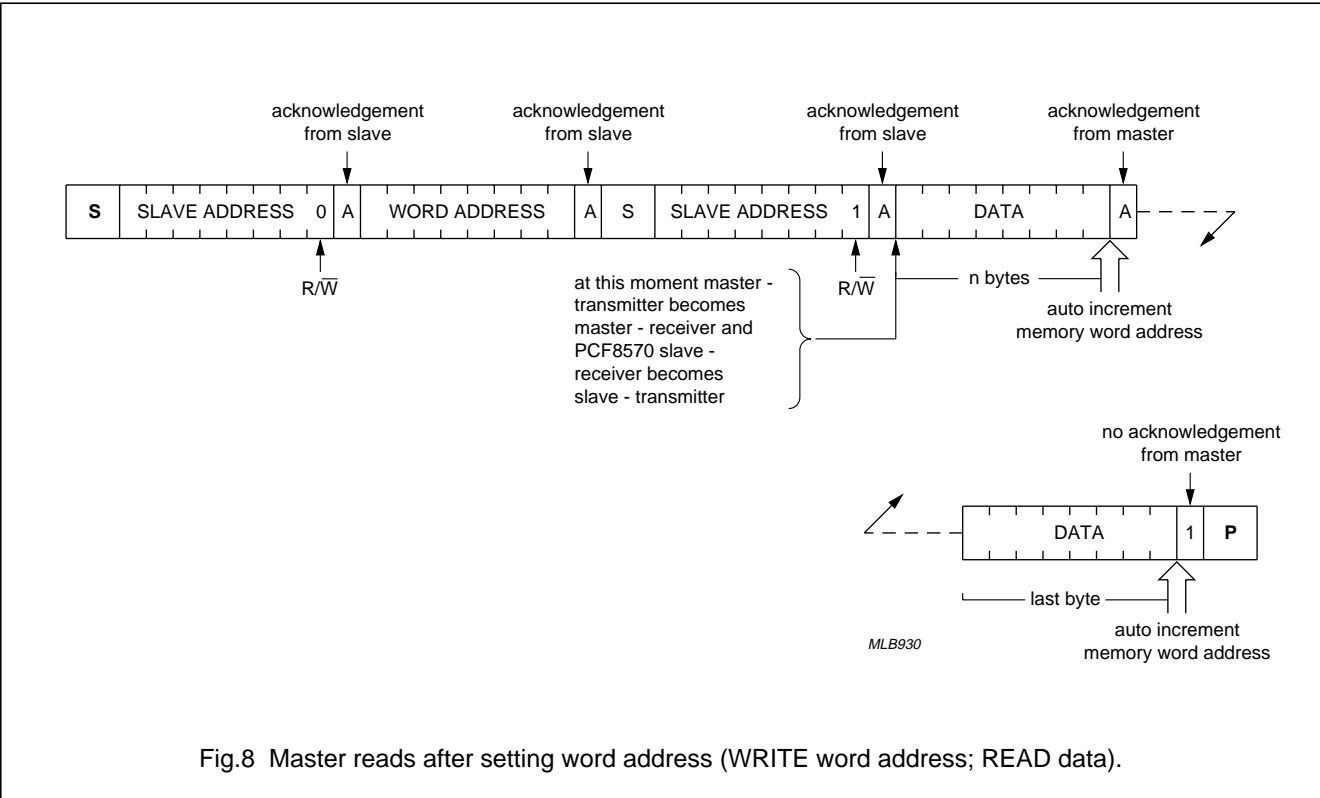 acknowledgement
from slave
acknowledgement
from slave
acknowledgement
from slave
acknowledgement
from master
S SLAVE ADDRESS 0 A WORD ADDRESS A S SLAVE ADDRESS 1 A DATA A
R/W̅
at this moment master -
transmitter becomes
master - receiver and
PCF8570 slave -
receiver becomes
slave - transmitter
R/W̅
n bytes
auto increment
memory word address
no acknowledgement
from master
DATA 1 P
last byte
auto increment
memory word address
MLB930
Fig.8 Master reads after setting word address (WRITE word address; READ data).